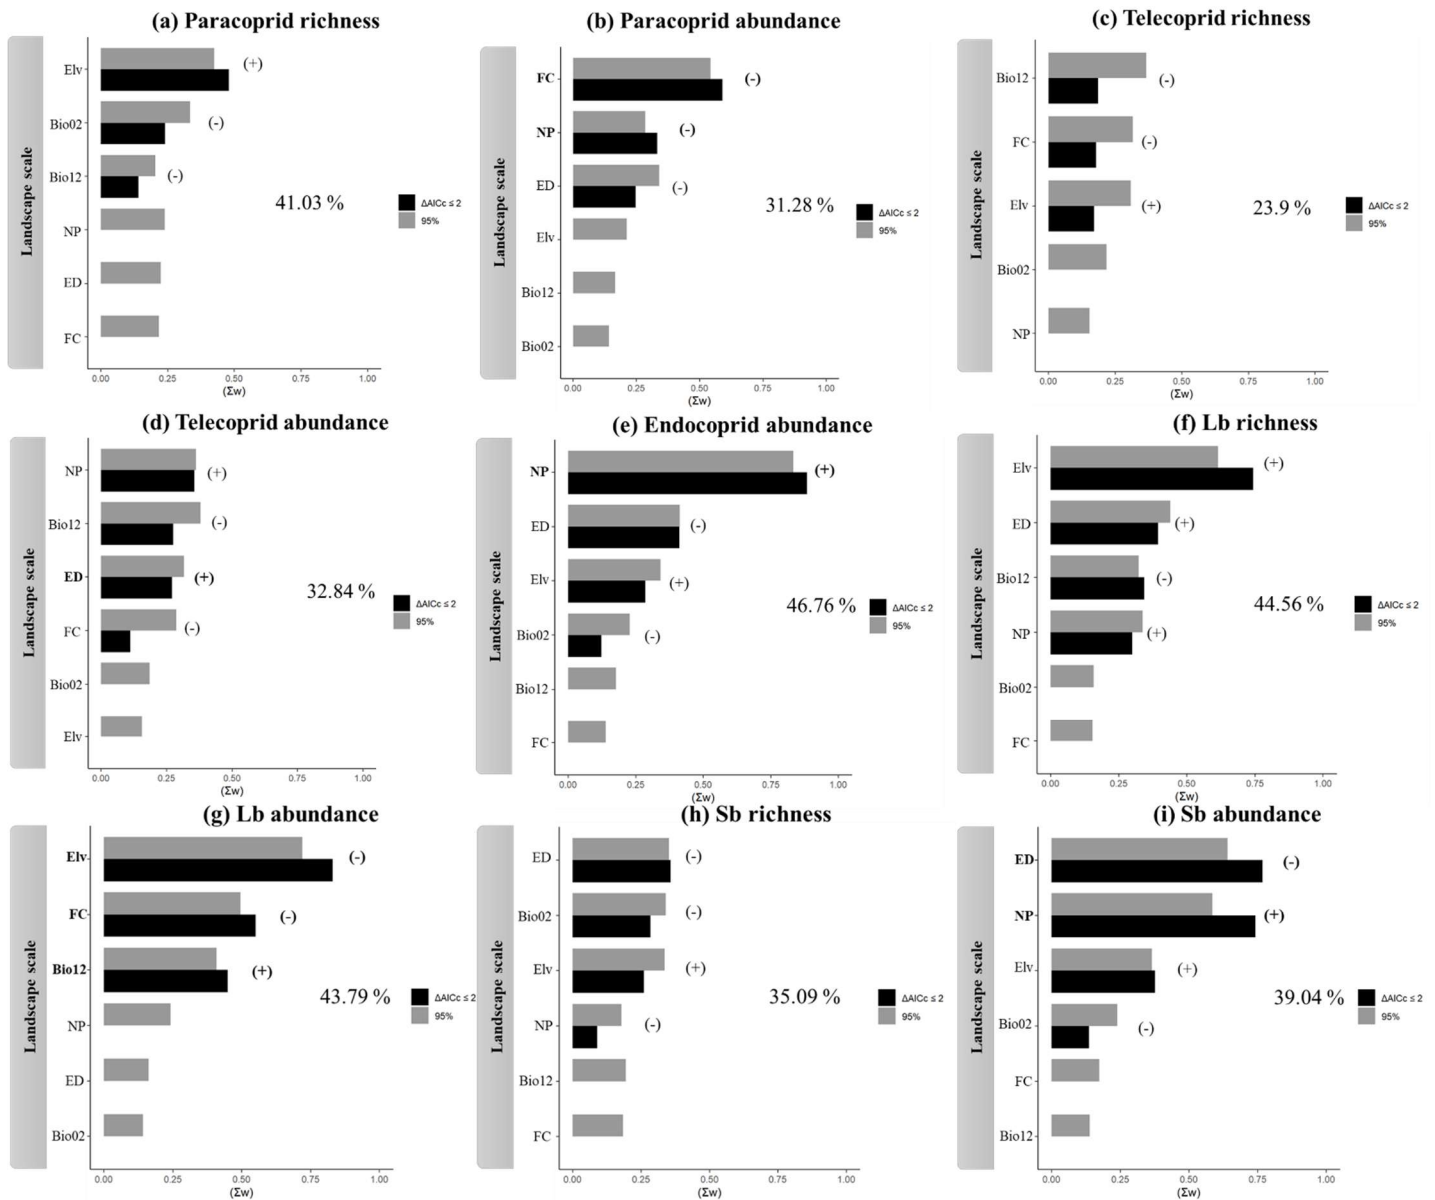 (a) Paracoprid richness
Landscape scale
Elv
(+)
Bio02
(-)
Bio12
(-)
NP
ED
FC
41.03 %
ΔAICc ≤ 2
95%
0.00 0.25 0.50 0.75 1.00
(Σw)
(b) Paracoprid abundance
Landscape scale
FC
(-)
NP
(-)
ED
(-)
Elv
Bio12
Bio02
31.28 %
ΔAICc ≤ 2
95%
0.00 0.25 0.50 0.75 1.00
(Σw)
(c) Telecoprid richness
Landscape scale
Bio12
(-)
FC
(-)
Elv
(+)
Bio02
NP
23.9 %
ΔAICc ≤ 2
95%
0.00 0.25 0.50 0.75 1.00
(Σw)
(d) Telecoprid abundance
Landscape scale
NP
(+)
Bio12
(-)
ED
(+)
FC
(-)
Bio02
Elv
32.84 %
ΔAICc ≤ 2
95%
0.00 0.25 0.50 0.75 1.00
(Σw)
(e) Endocoprid abundance
Landscape scale
NP
(+)
ED
(-)
Elv
(+)
Bio02
(-)
Bio12
FC
46.76 %
ΔAICc ≤ 2
95%
0.00 0.25 0.50 0.75 1.00
(Σw)
(f) Lb richness
Landscape scale
Elv
(+)
ED
(+)
Bio12
(-)
NP
(+)
Bio02
FC
44.56 %
ΔAICc ≤ 2
95%
0.00 0.25 0.50 0.75 1.00
(Σw)
(g) Lb abundance
Landscape scale
Elv
(-)
FC
(-)
Bio12
(+)
NP
ED
Bio02
43.79 %
ΔAICc ≤ 2
95%
0.00 0.25 0.50 0.75 1.00
(Σw)
(h) Sb richness
Landscape scale
ED
(-)
Bio02
(-)
Elv
(+)
NP
(-)
Bio12
FC
35.09 %
ΔAICc ≤ 2
95%
0.00 0.25 0.50 0.75 1.00
(Σw)
(i) Sb abundance
Landscape scale
ED
(-)
NP
(+)
Elv
(+)
Bio02
(-)
FC
Bio12
39.04 %
ΔAICc ≤ 2
95%
0.00 0.25 0.50 0.75 1.00
(Σw)